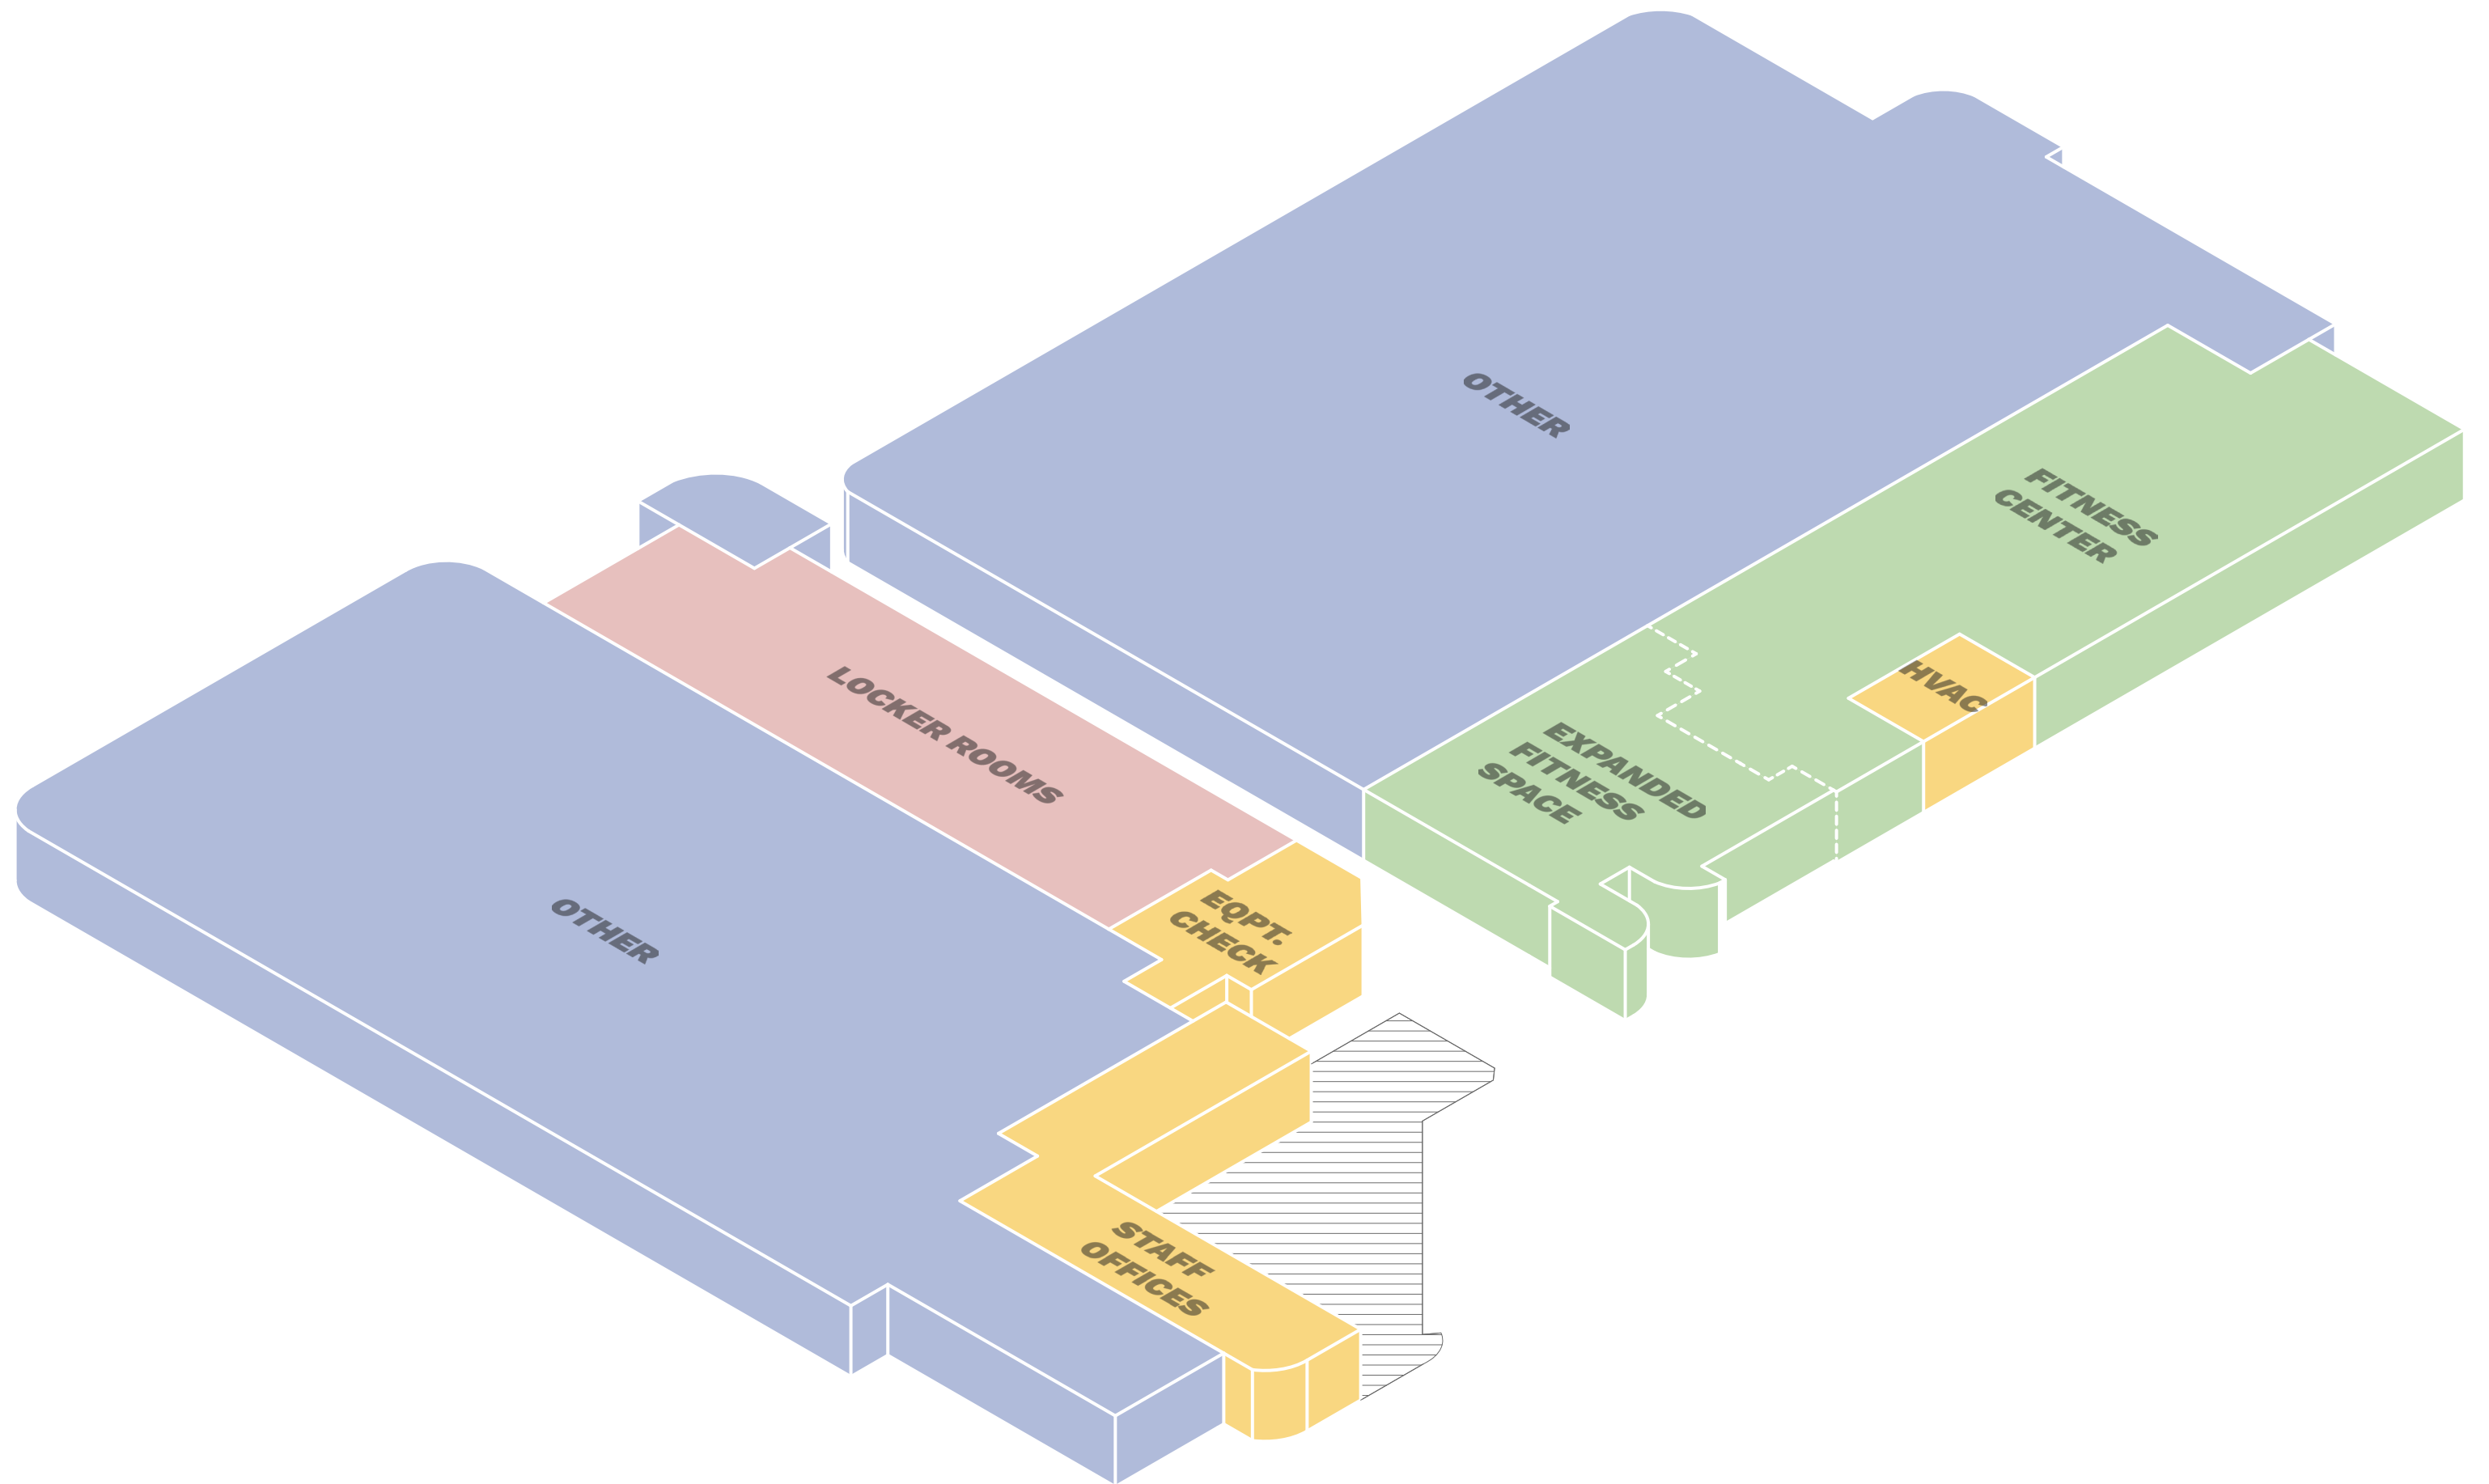 OTHER
FITNESS
CENTER
HVAC
EXPANDED
FITNESS
SPACE
LOCKER ROOMS
EQPT.
CHECK
OTHER
STAFF
OFFICES